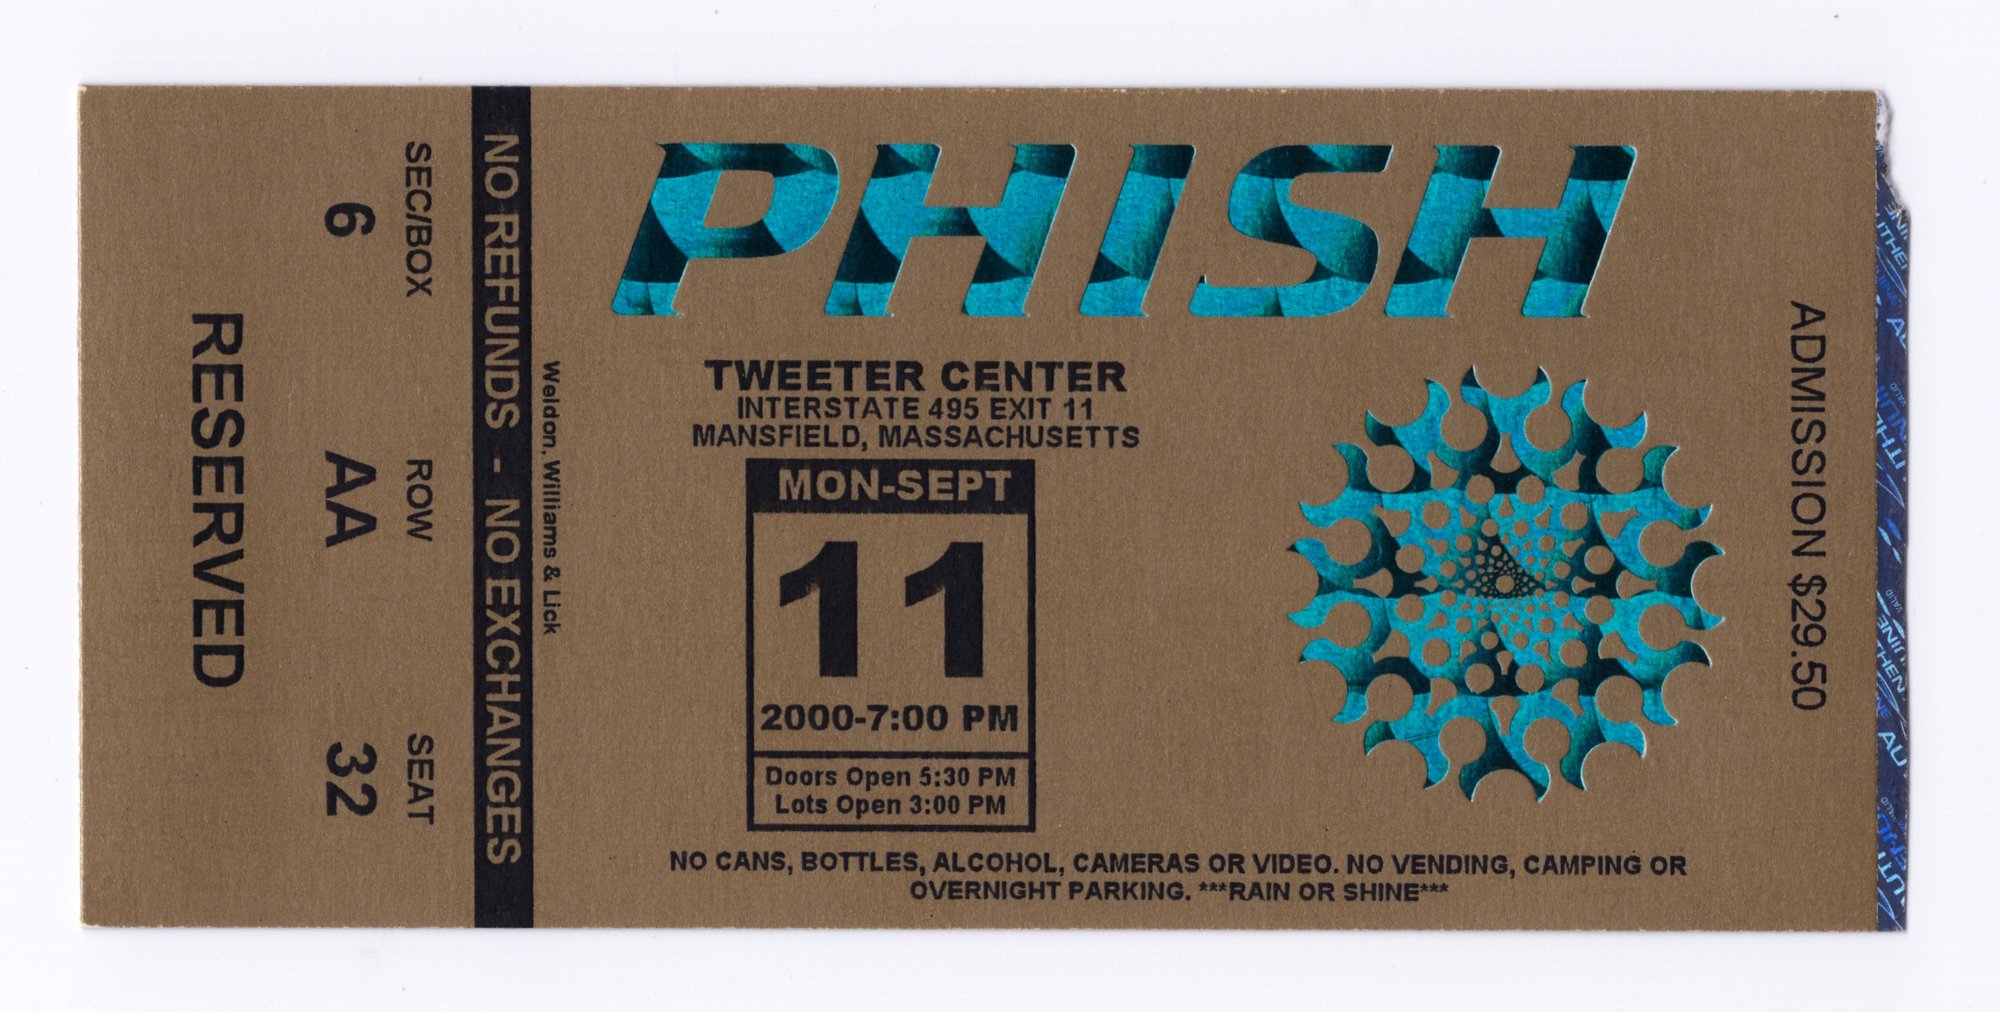 PHISH
TWEETER CENTER
INTERSTATE 495 EXIT 11
MANSFIELD, MASSACHUSETTS
MON-SEPT
11
2000-7:00 PM
Doors Open 5:30 PM
Lots Open 3:00 PM
NO CANS, BOTTLES, ALCOHOL, CAMERAS OR VIDEO. NO VENDING, CAMPING OR
OVERNIGHT PARKING. ***RAIN OR SHINE***
ADMISSION $29.50
Weldon, Williams & Lick
NO REFUNDS - NO EXCHANGES
SEC/BOX ROW SEAT
6 AA 32
RESERVED